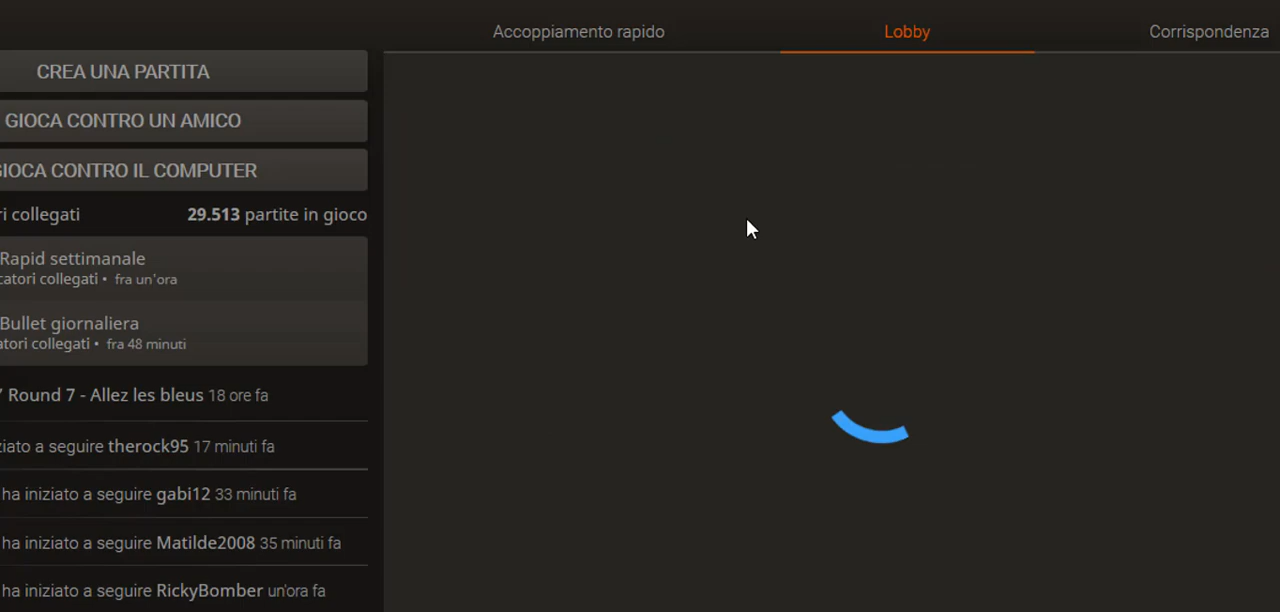 Accoppiamento rapido
Lobby
Corrispondenza
CREA UNA PARTITA
GIOCA CONTRO UN AMICO
GIOCA CONTRO IL COMPUTER
collegati
29.513 partite in gioco
Rapid settimanale
collegati • fra un'ora
Bullet giornaliera
collegati • fra 48 minuti
Round 7 - Allez les bleus 18 ore fa
a seguire therock95 17 minuti fa
ha iniziato a seguire gabi12 33 minuti fa
ha iniziato a seguire Matilde2008 35 minuti fa
ha iniziato a seguire RickyBomber un'ora fa